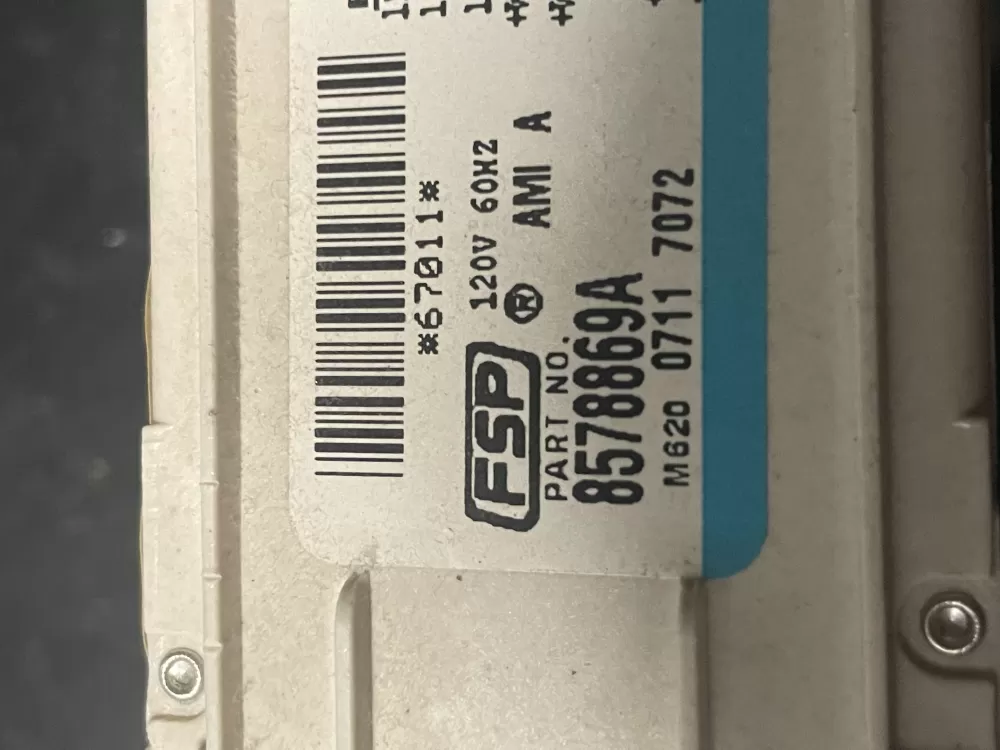 *67011*
120V 60HZ
FSP ® AMI A
PART NO.
8578869A
M620 0711 7072